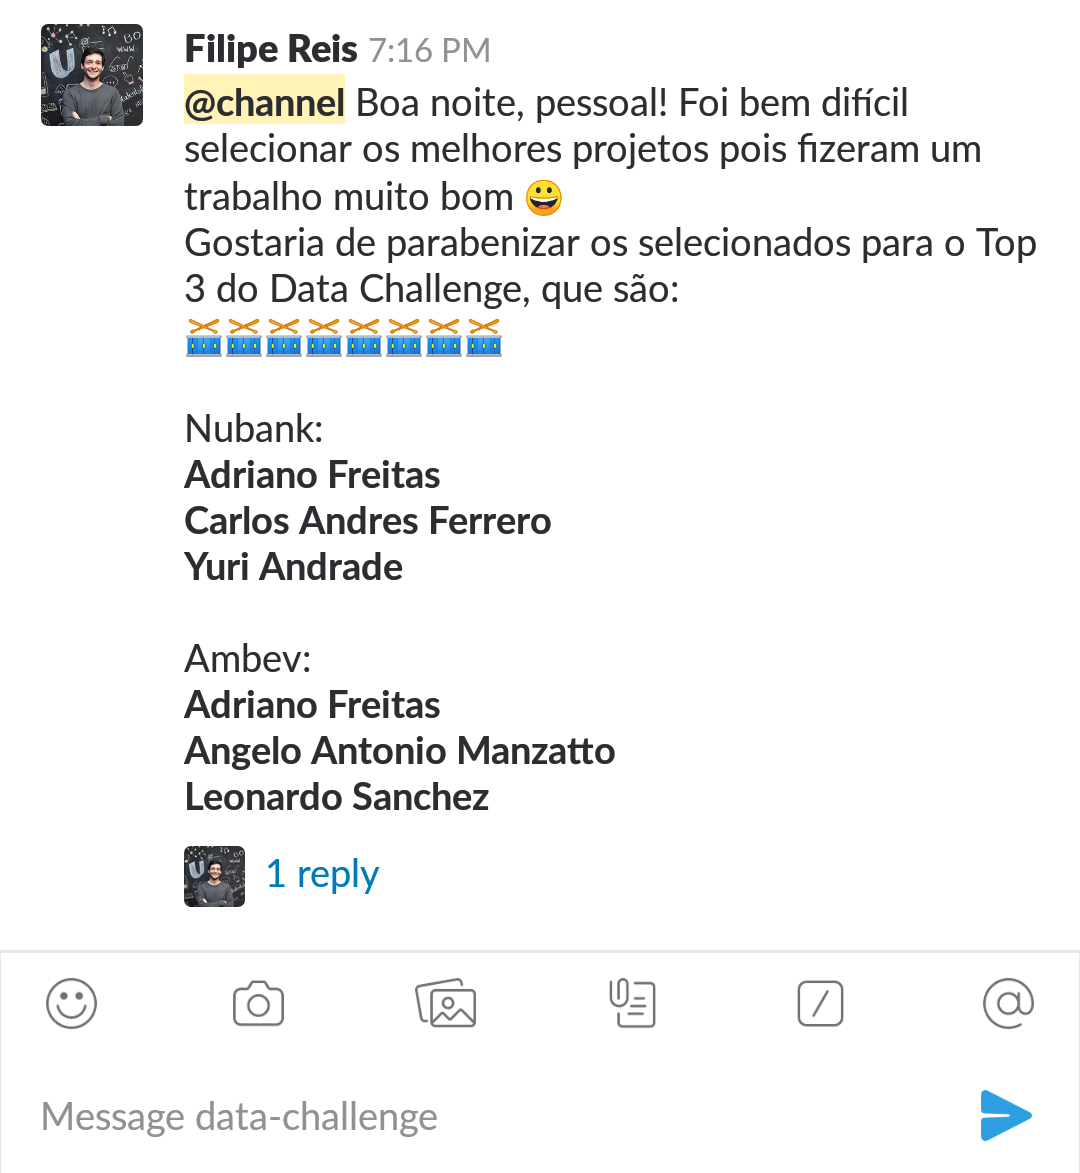 Filipe Reis 7:16 PM
@channel Boa noite, pessoal! Foi bem difícil
selecionar os melhores projetos pois fizeram um
trabalho muito bom 😀
Gostaria de parabenizar os selecionados para o Top
3 do Data Challenge, que são:
🥁🥁🥁🥁🥁🥁🥁🥁
Nubank:
Adriano Freitas
Carlos Andres Ferrero
Yuri Andrade
Ambev:
Adriano Freitas
Angelo Antonio Manzatto
Leonardo Sanchez
1 reply
Message data-challenge